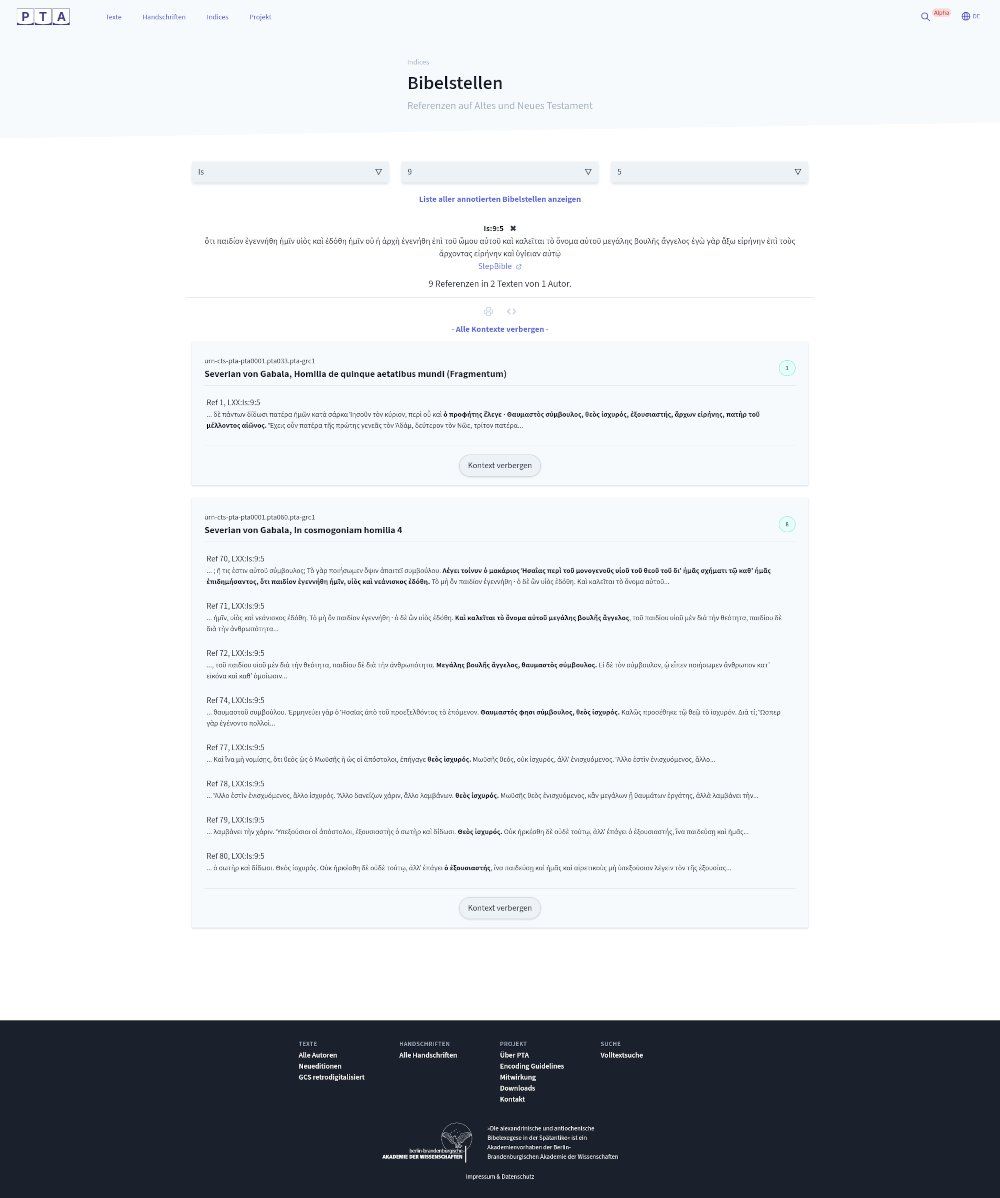 PTA
Texte
Handschriften
Indices
Projekt
Alpha
DE
Indices
Bibelstellen
Referenzen auf Altes und Neues Testament
Is
9
5
Liste aller annotierten Bibelstellen anzeigen
Is:9:5 ✖
ὅτι παιδίον ἐγεννήθη ἡμῖν υἱὸς καὶ ἐδόθη ἡμῖν οὗ ἡ ἀρχὴ ἐγενήθη ἐπὶ τοῦ ὤμου αὐτοῦ καὶ καλεῖται τὸ ὄνομα αὐτοῦ μεγάλης βουλῆς ἄγγελος ἐγὼ γὰρ ἄξω εἰρήνην ἐπὶ τοὺς
ἄρχοντας εἰρήνην καὶ ὑγίειαν αὐτῷ
StepBible
9 Referenzen in 2 Texten von 1 Autor.
- Alle Kontexte verbergen -
urn-cts-pta-pta0001.pta033.pta-grc1
Severian von Gabala, Homilia de quinque aetatibus mundi (Fragmentum)
1
Ref 1, LXX:Is:9:5
... δὲ πάντων δίδωσι πατέρα ἡμῶν κατὰ σάρκα Ἰησοῦν τὸν κύριον, περὶ οὗ καὶ ὁ προφήτης ἔλεγε · Θαυμαστὸς σύμβουλος, θεὸς ἰσχυρός, ἐξουσιαστής, ἄρχων εἰρήνης, πατὴρ τοῦ
μέλλοντος αἰῶνος. Ἔχεις οὖν πατέρα τῆς πρώτης γενεᾶς τὸν Ἀδάμ, δεύτερον τὸν Νῶε, τρίτον πατέρα...
Kontext verbergen
urn-cts-pta-pta0001.pta060.pta-grc1
Severian von Gabala, In cosmogoniam homilia 4
8
Ref 70, LXX:Is:9:5
... ; ἤ τις ἐστιν αὐτοῦ σύμβουλος; Τὸ γὰρ ποιήσωμεν ὄψιν ἀπαιτεῖ συμβούλου. Λέγει τοίνυν ὁ μακάριος Ἠσαΐας περὶ τοῦ μονογενοῦς υἱοῦ τοῦ θεοῦ τοῦ δι’ ἡμᾶς σχήματι τῷ καθ’ ἡμᾶς
ἐπιδημήσαντος, ὅτι παιδίον ἐγεννήθη ἡμῖν, υἱὸς καὶ νεάνισκος ἐδόθη. Τὸ μὴ ὂν παιδίον ἐγεννήθη · ὁ δὲ ὢν υἱὸς ἐδόθη. Καὶ καλεῖται τὸ ὄνομα αὐτοῦ...
Ref 71, LXX:Is:9:5
... ἡμῖν, υἱὸς καὶ νεάνισκος ἐδόθη. Τὸ μὴ ὂν παιδίον ἐγεννήθη · ὁ δὲ ὢν υἱὸς ἐδόθη. Καὶ καλεῖται τὸ ὄνομα αὐτοῦ μεγάλης βουλῆς ἄγγελος, τοῦ παιδίου υἱοῦ μὲν διὰ τὴν θεότητα, παιδίου δὲ
διὰ τὴν ἀνθρωπότητα...
Ref 72, LXX:Is:9:5
..., τοῦ παιδίου υἱοῦ μὲν διὰ τὴν θεότητα, παιδίου δὲ διὰ τὴν ἀνθρωπότητα. Μεγάλης βουλῆς ἄγγελος, θαυμαστὸς σύμβουλος. Εἰ δὲ τὸν σύμβουλον, ᾧ εἶπεν ποιήσωμεν ἄνθρωπον κατ’
εἰκόνα καὶ καθ’ ὁμοίωσιν...
Ref 74, LXX:Is:9:5
... θαυμαστοῦ συμβούλου. Ἑρμηνεύει γὰρ ὁ Ἠσαΐας ἀπὸ τοῦ προεξελθόντος τὸ ἑπόμενον. Θαυμαστός φησι σύμβουλος, θεὸς ἰσχυρός. Καλῶς προσέθηκε τῷ θεῷ τὸ ἰσχυρόν. Διὰ τί; Ὥσπερ
γὰρ ἐγένοντο πολλοί...
Ref 77, LXX:Is:9:5
... Καὶ ἵνα μὴ νομίσῃς, ὅτι θεὸς ὡς ὁ Μωυσῆς ἢ ὡς οἱ ἀπόστολοι, ἐπήγαγε θεὸς ἰσχυρός. Μωυσῆς θεὸς, οὐκ ἰσχυρός, ἀλλ’ ἐνισχυόμενος. Ἄλλο ἐστὶν ἐνισχυόμενος, ἄλλο...
Ref 78, LXX:Is:9:5
... Ἄλλο ἐστὶν ἐνισχυόμενος, ἄλλο ἰσχυρός. Ἄλλο δανείζων χάριν, ἄλλο λαμβάνων. θεὸς ἰσχυρός. Μωυσῆς θεὸς ἐνισχυόμενος, κἂν μεγάλων ᾖ θαυμάτων ἐργάτης, ἀλλὰ λαμβάνει τὴν...
Ref 79, LXX:Is:9:5
... λαμβάνει τὴν χάριν. Ὑπεξούσιοι οἱ ἀπόστολοι, ἐξουσιαστὴς ὁ σωτὴρ καὶ δίδωσι. Θεὸς ἰσχυρός. Οὐκ ἠρκέσθη δὲ οὐδὲ τούτῳ, ἀλλ’ ἐπάγει ὁ ἐξουσιαστής, ἵνα παιδεύσῃ καὶ ἡμᾶς...
Ref 80, LXX:Is:9:5
... ὁ σωτὴρ καὶ δίδωσι. Θεὸς ἰσχυρός. Οὐκ ἠρκέσθη δὲ οὐδὲ τούτῳ, ἀλλ’ ἐπάγει ὁ ἐξουσιαστής, ἵνα παιδεύσῃ καὶ ἡμᾶς καὶ αἱρετικοὺς μὴ ὑπεξούσιον λέγειν τὸν τῆς ἐξουσίας...
Kontext verbergen
TEXTE
Alle Autoren
Neueditionen
GCS retrodigitalisiert
HANDSCHRIFTEN
Alle Handschriften
PROJEKT
Über PTA
Encoding Guidelines
Mitwirkung
Downloads
Kontakt
SUCHE
Volltextsuche
berlin-brandenburgische
AKADEMIE DER WISSENSCHAFTEN
»Die alexandrinische und antiochenische
Bibelexegese in der Spätantike« ist ein
Akademienvorhaben der Berlin-
Brandenburgischen Akademie der Wissenschaften
Impressum & Datenschutz